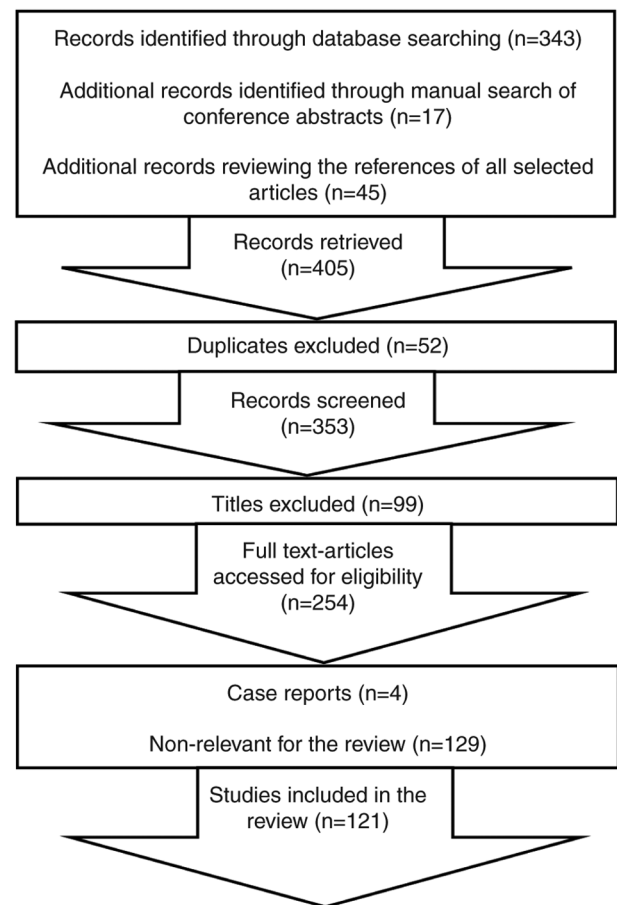 Records identified through database searching (n=343)
Additional records identified through manual search of
conference abstracts (n=17)
Additional records reviewing the references of all selected
articles (n=45)
Records retrieved
(n=405)
Duplicates excluded (n=52)
Records screened
(n=353)
Titles excluded (n=99)
Full text-articles
accessed for eligibility
(n=254)
Case reports (n=4)
Non-relevant for the review (n=129)
Studies included in the
review (n=121)